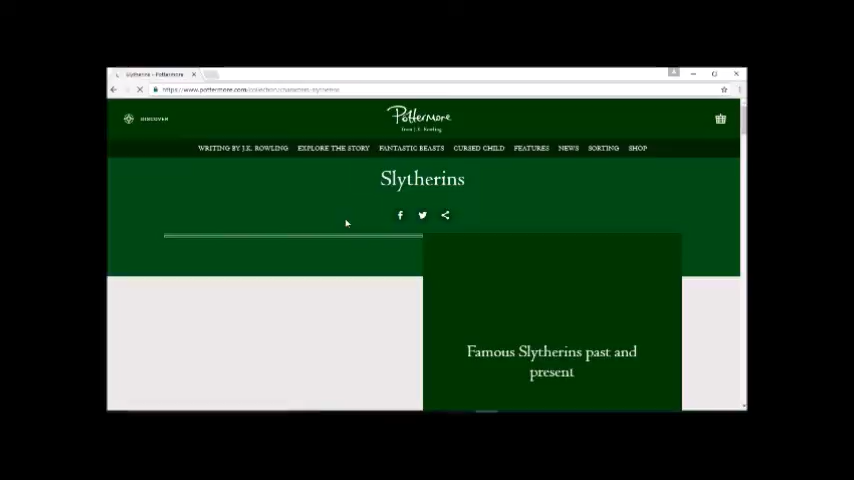 Slytherins - Pottermore
https://www.pottermore.com/collection/characters-slytherins
DISCOVER
Pottermore
from J.K. Rowling
WRITING BY J.K. ROWLING EXPLORE THE STORY FANTASTIC BEASTS CURSED CHILD FEATURES NEWS SORTING SHOP
Slytherins
Famous Slytherins past and
present